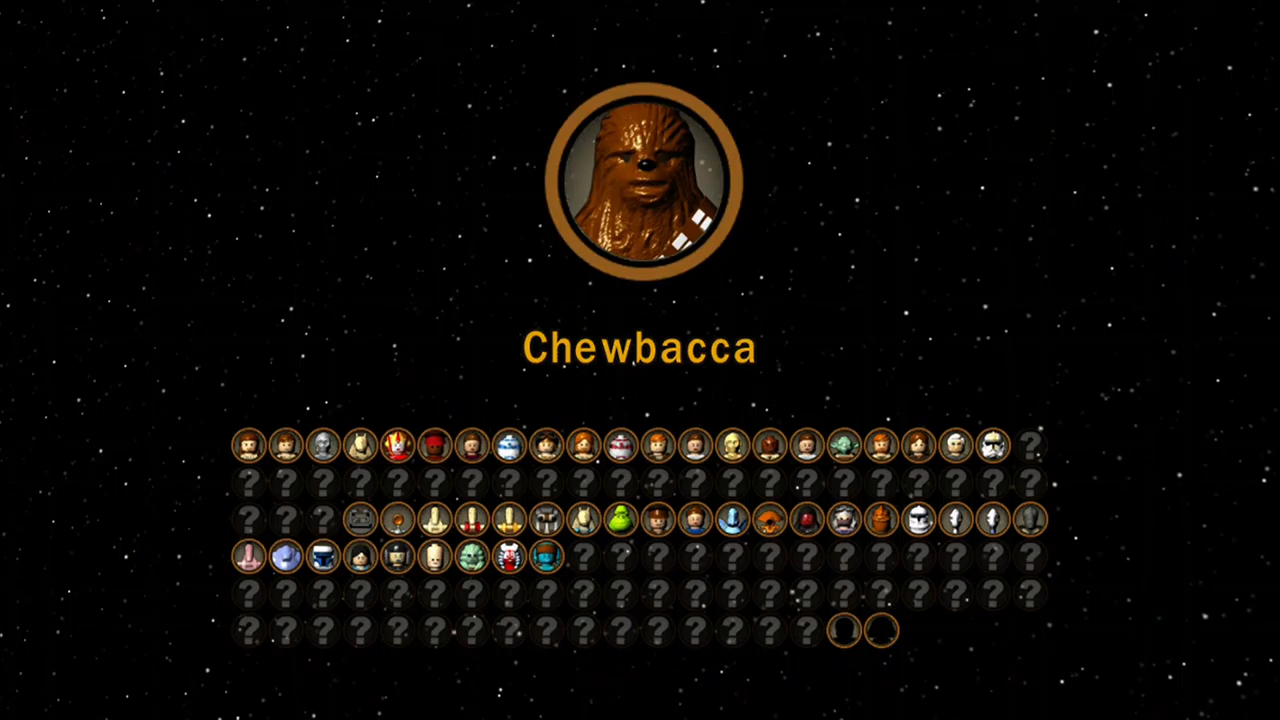 Chewbacca
? 
? ? ? ? ? ? ? ? ? ? ? ? ? ? ? ? ? ? ? ? ? ?
? ? ?
? ? ? ? ? ? ? ? ? ? ? ? ?
? ? ? ? ? ? ? ? ? ? ? ? ? ? ? ? ? ? ? ? ? ?
? ? ? ? ? ? ? ? ? ? ? ? ? ? ? ?